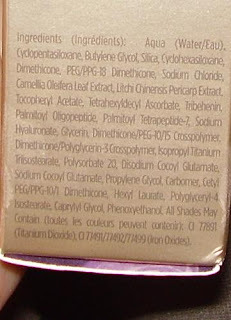 Ingredients (Ingrédients): Aqua (Water/Eau),
Cyclopentasiloxane, Butylene Glycol, Silica, Cyclohexasiloxane,
Dimethicone, PEG/PPG-18 Dimethicone, Sodium Chloride,
Camellia Oleifera Leaf Extract, Litchi Chinensis Pericarp Extract,
Tocopheryl Acetate, Tetrahexyldecyl Ascorbate, Tribehenin,
Palmitoyl Oligopeptide, Palmitoyl Tetrapeptide-7, Sodium
Hyaluronate, Glycerin, Dimethicone/PEG-10/15 Crosspolymer,
Dimethicone/Polyglycerin-3 Crosspolymer, Isopropyl Titanium
Triisostearate, Polysorbate 20, Disodium Cocoyl Glutamate,
Sodium Cocoyl Glutamate, Propylene Glycol, Carbomer, Cetyl
PEG/PPG-10/1 Dimethicone, Hexyl Laurate, Polyglyceryl-4
Isostearate, Caprylyl Glycol, Phenoxyethanol. All Shades May
Contain (toutes les couleurs peuvent contenir): CI 77891
(Titanium Dioxide), CI 77491/77492/77499 (Iron Oxides).